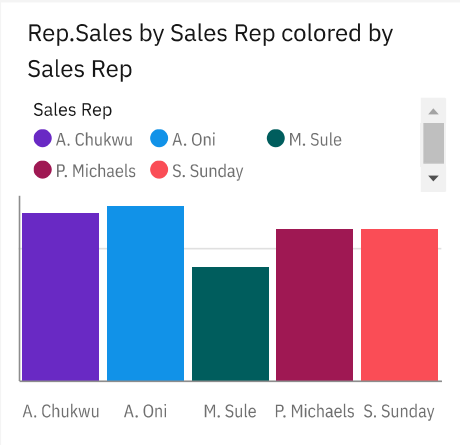 Rep.Sales by Sales Rep colored by
Sales Rep
Sales Rep
A. Chukwu A. Oni M. Sule
P. Michaels S. Sunday
A. Chukwu A. Oni M. Sule P. Michaels S. Sunday